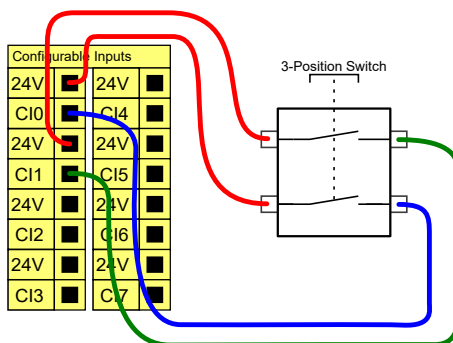 Configurable Inputs
24V 24V
CI0 CI4
24V 24V
CI1 CI5
24V 24V
CI2 CI6
24V 24V
CI3 CI7
3-Position Switch